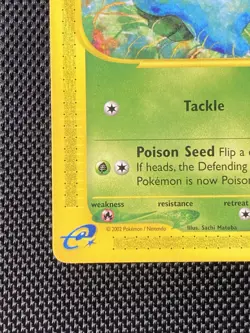 Tackle
Poison Seed Flip a
If heads, the Defending
Pokémon is now Poison
weakness resistance retreat
© 2002 Pokémon / Nintendo Illus. Sachi Matoba
e